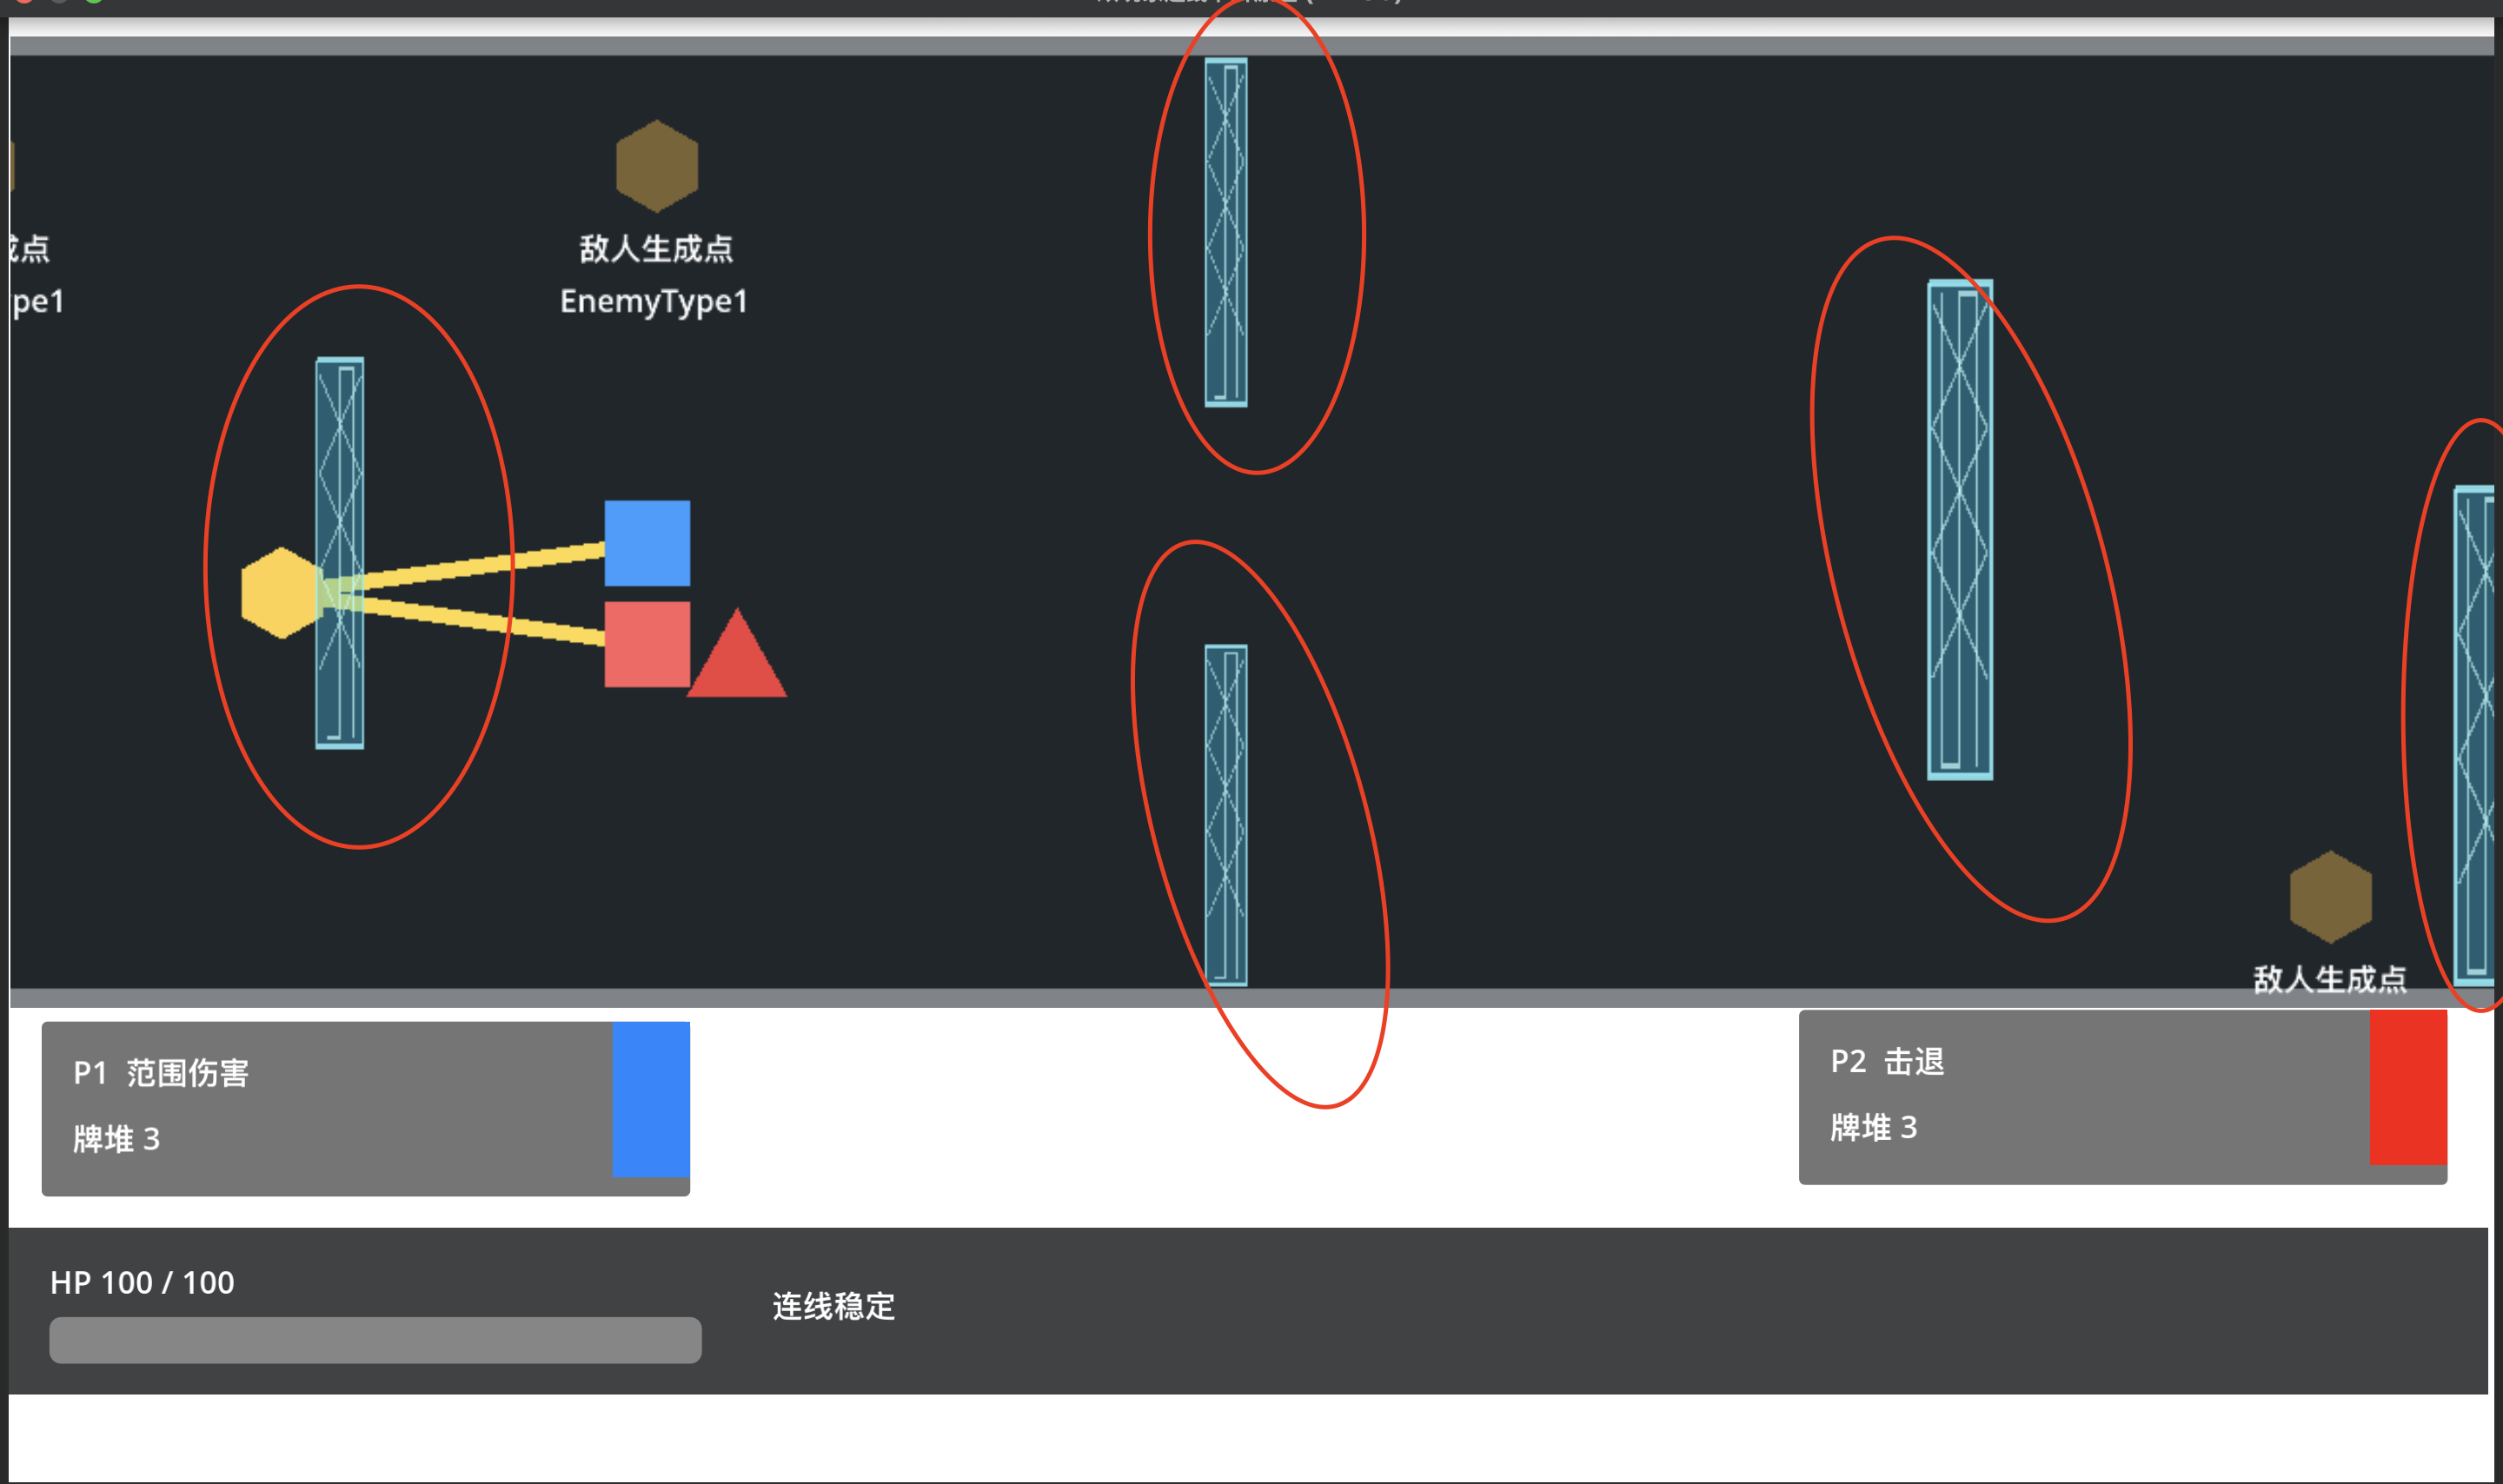 敌人生成点
EnemyType1
点
pe1
敌人生成点
P1 范围伤害
牌堆 3
P2 击退
牌堆 3
HP 100 / 100
连线稳定